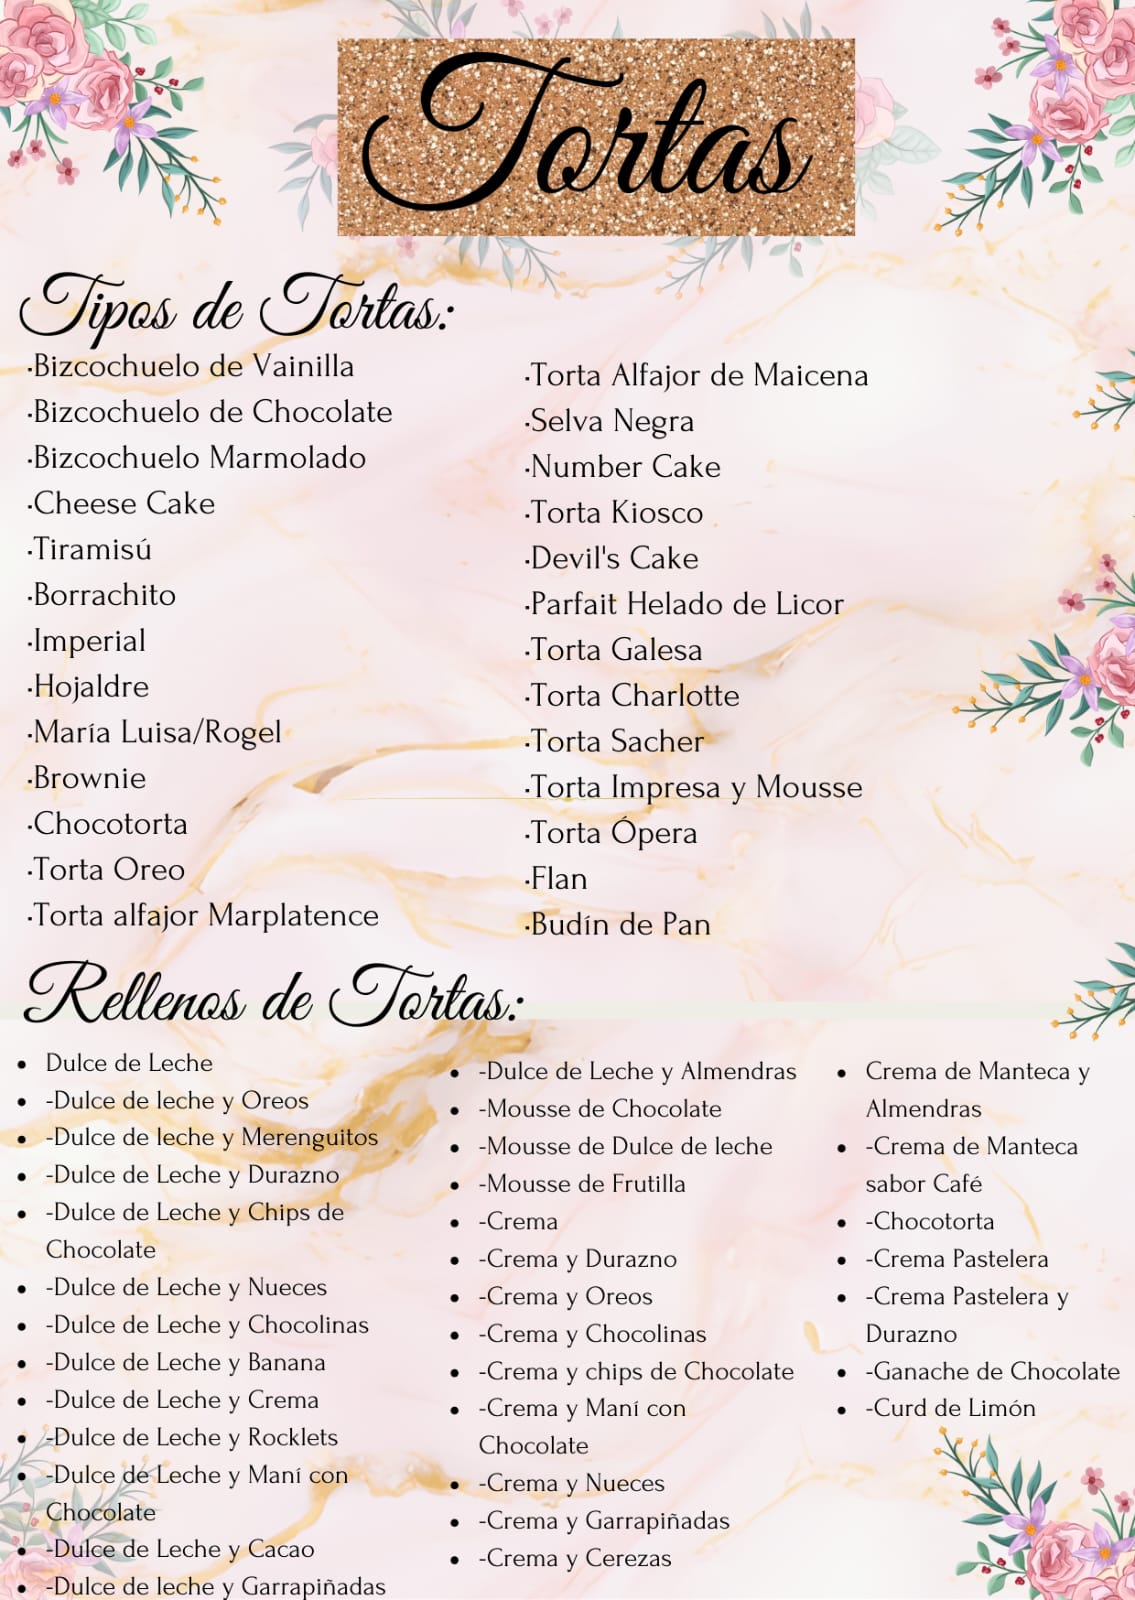 Tortas
Tipos de Tortas:
·Bizcochuelo de Vainilla
·Bizcochuelo de Chocolate
·Bizcochuelo Marmolado
·Cheese Cake
·Tiramisú
·Borrachito
·Imperial
·Hojaldre
·María Luisa/Rogel
·Brownie
·Chocotorta
·Torta Oreo
·Torta alfajor Marplatence
·Torta Alfajor de Maicena
·Selva Negra
·Number Cake
·Torta Kiosco
·Devil's Cake
·Parfait Helado de Licor
·Torta Galesa
·Torta Charlotte
·Torta Sacher
·Torta Impresa y Mousse
·Torta Ópera
·Flan
·Budín de Pan
Rellenos de Tortas:
• Dulce de Leche
• -Dulce de leche y Oreos
• -Dulce de leche y Merenguitos
• -Dulce de Leche y Durazno
• -Dulce de Leche y Chips de
Chocolate
• -Dulce de Leche y Nueces
• -Dulce de Leche y Chocolinas
• -Dulce de Leche y Banana
• -Dulce de Leche y Crema
• -Dulce de Leche y Rocklets
• -Dulce de Leche y Maní con
Chocolate
• -Dulce de Leche y Cacao
• -Dulce de leche y Garrapiñadas
• -Dulce de Leche y Almendras
• -Mousse de Chocolate
• -Mousse de Dulce de leche
• -Mousse de Frutilla
• -Crema
• -Crema y Durazno
• -Crema y Oreos
• -Crema y Chocolinas
• -Crema y chips de Chocolate
• -Crema y Maní con
Chocolate
• -Crema y Nueces
• -Crema y Garrapiñadas
• -Crema y Cerezas
• Crema de Manteca y
Almendras
• -Crema de Manteca
sabor Café
• -Chocotorta
• -Crema Pastelera
• -Crema Pastelera y
Durazno
• -Ganache de Chocolate
• -Curd de Limón